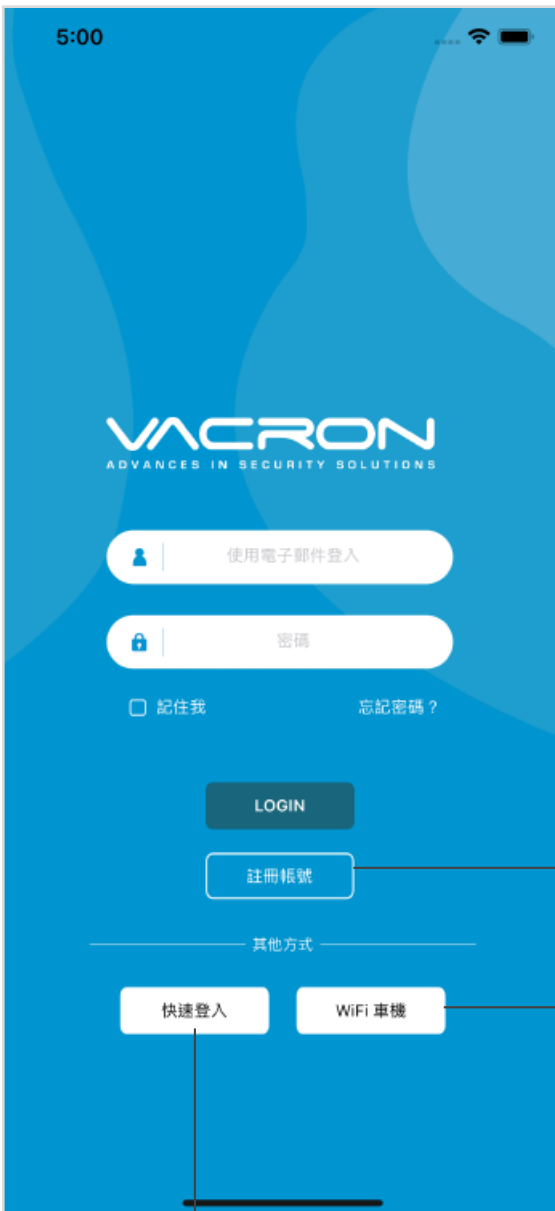 5:00
VACRON
ADVANCES IN SECURITY SOLUTIONS
使用電子郵件登入
密碼
記住我 忘記密碼？
LOGIN
註冊帳號
其他方式
快速登入 WiFi 車機